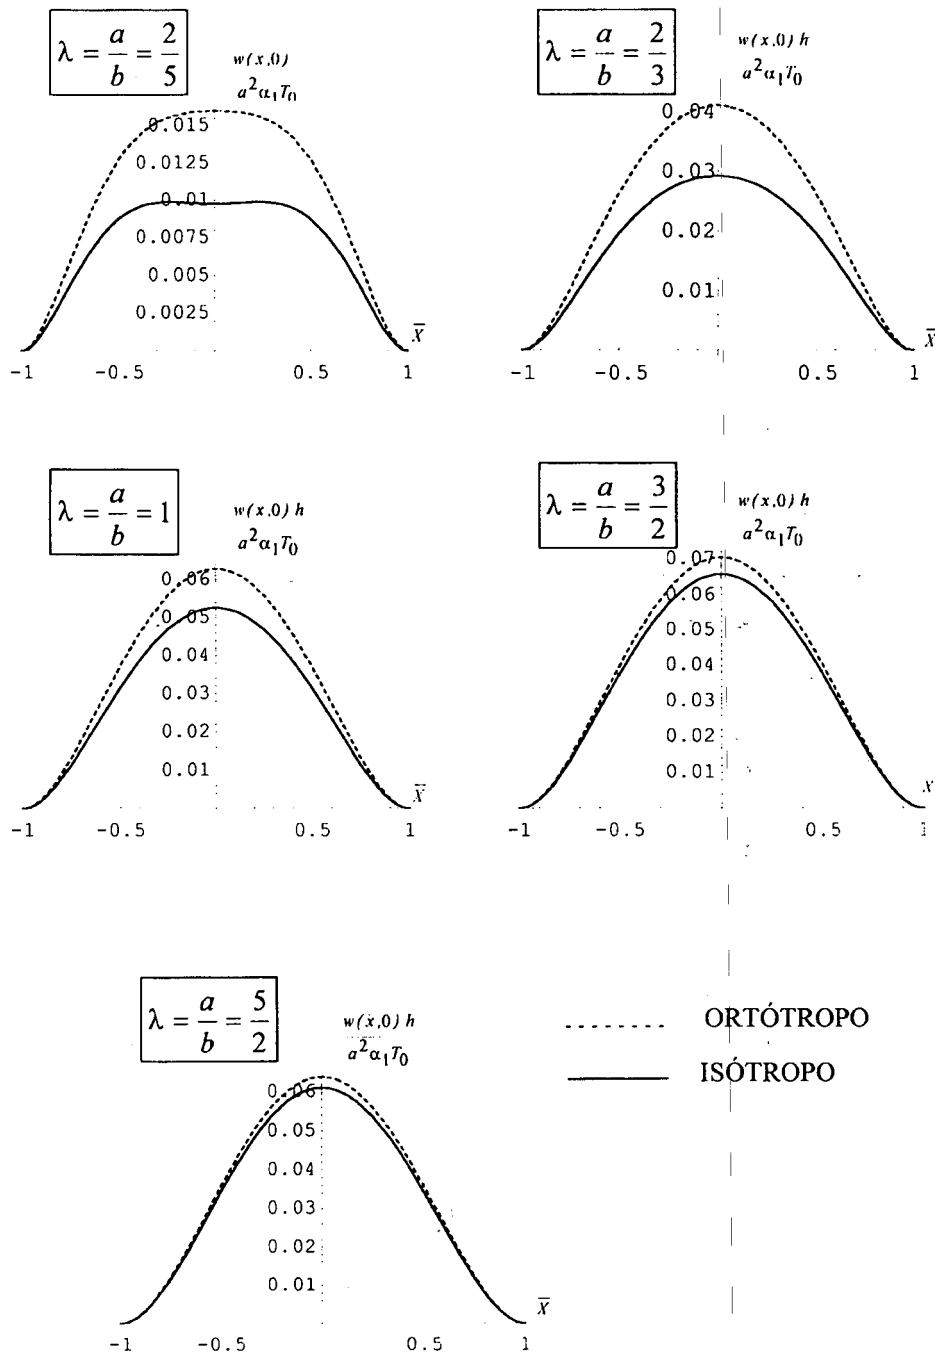 λ = a/b = 2/5
w(x,0)
a²α₁T₀
0.015
0.0125
0.01
0.0075
0.005
0.0025
x̄
-1 -0.5 0.5 1
λ = a/b = 2/3
w(x,0) h
a²α₁T₀
0.04
0.03
0.02
0.01
x̄
-1 -0.5 0.5 1
λ = a/b = 1
w(x,0) h
a²α₁T₀
0.06
0.05
0.04
0.03
0.02
0.01
x̄
-1 -0.5 0.5 1
λ = a/b = 3/2
w(x,0) h
a²α₁T₀
0.07
0.06
0.05
0.04
0.03
0.02
0.01
x
-1 -0.5 0.5 1
λ = a/b = 5/2
w(x,0) h
a²α₁T₀
0.06
0.05
0.04
0.03
0.02
0.01
x̄
-1 -0.5 0.5 1
ORTÓTROPO
ISÓTROPO